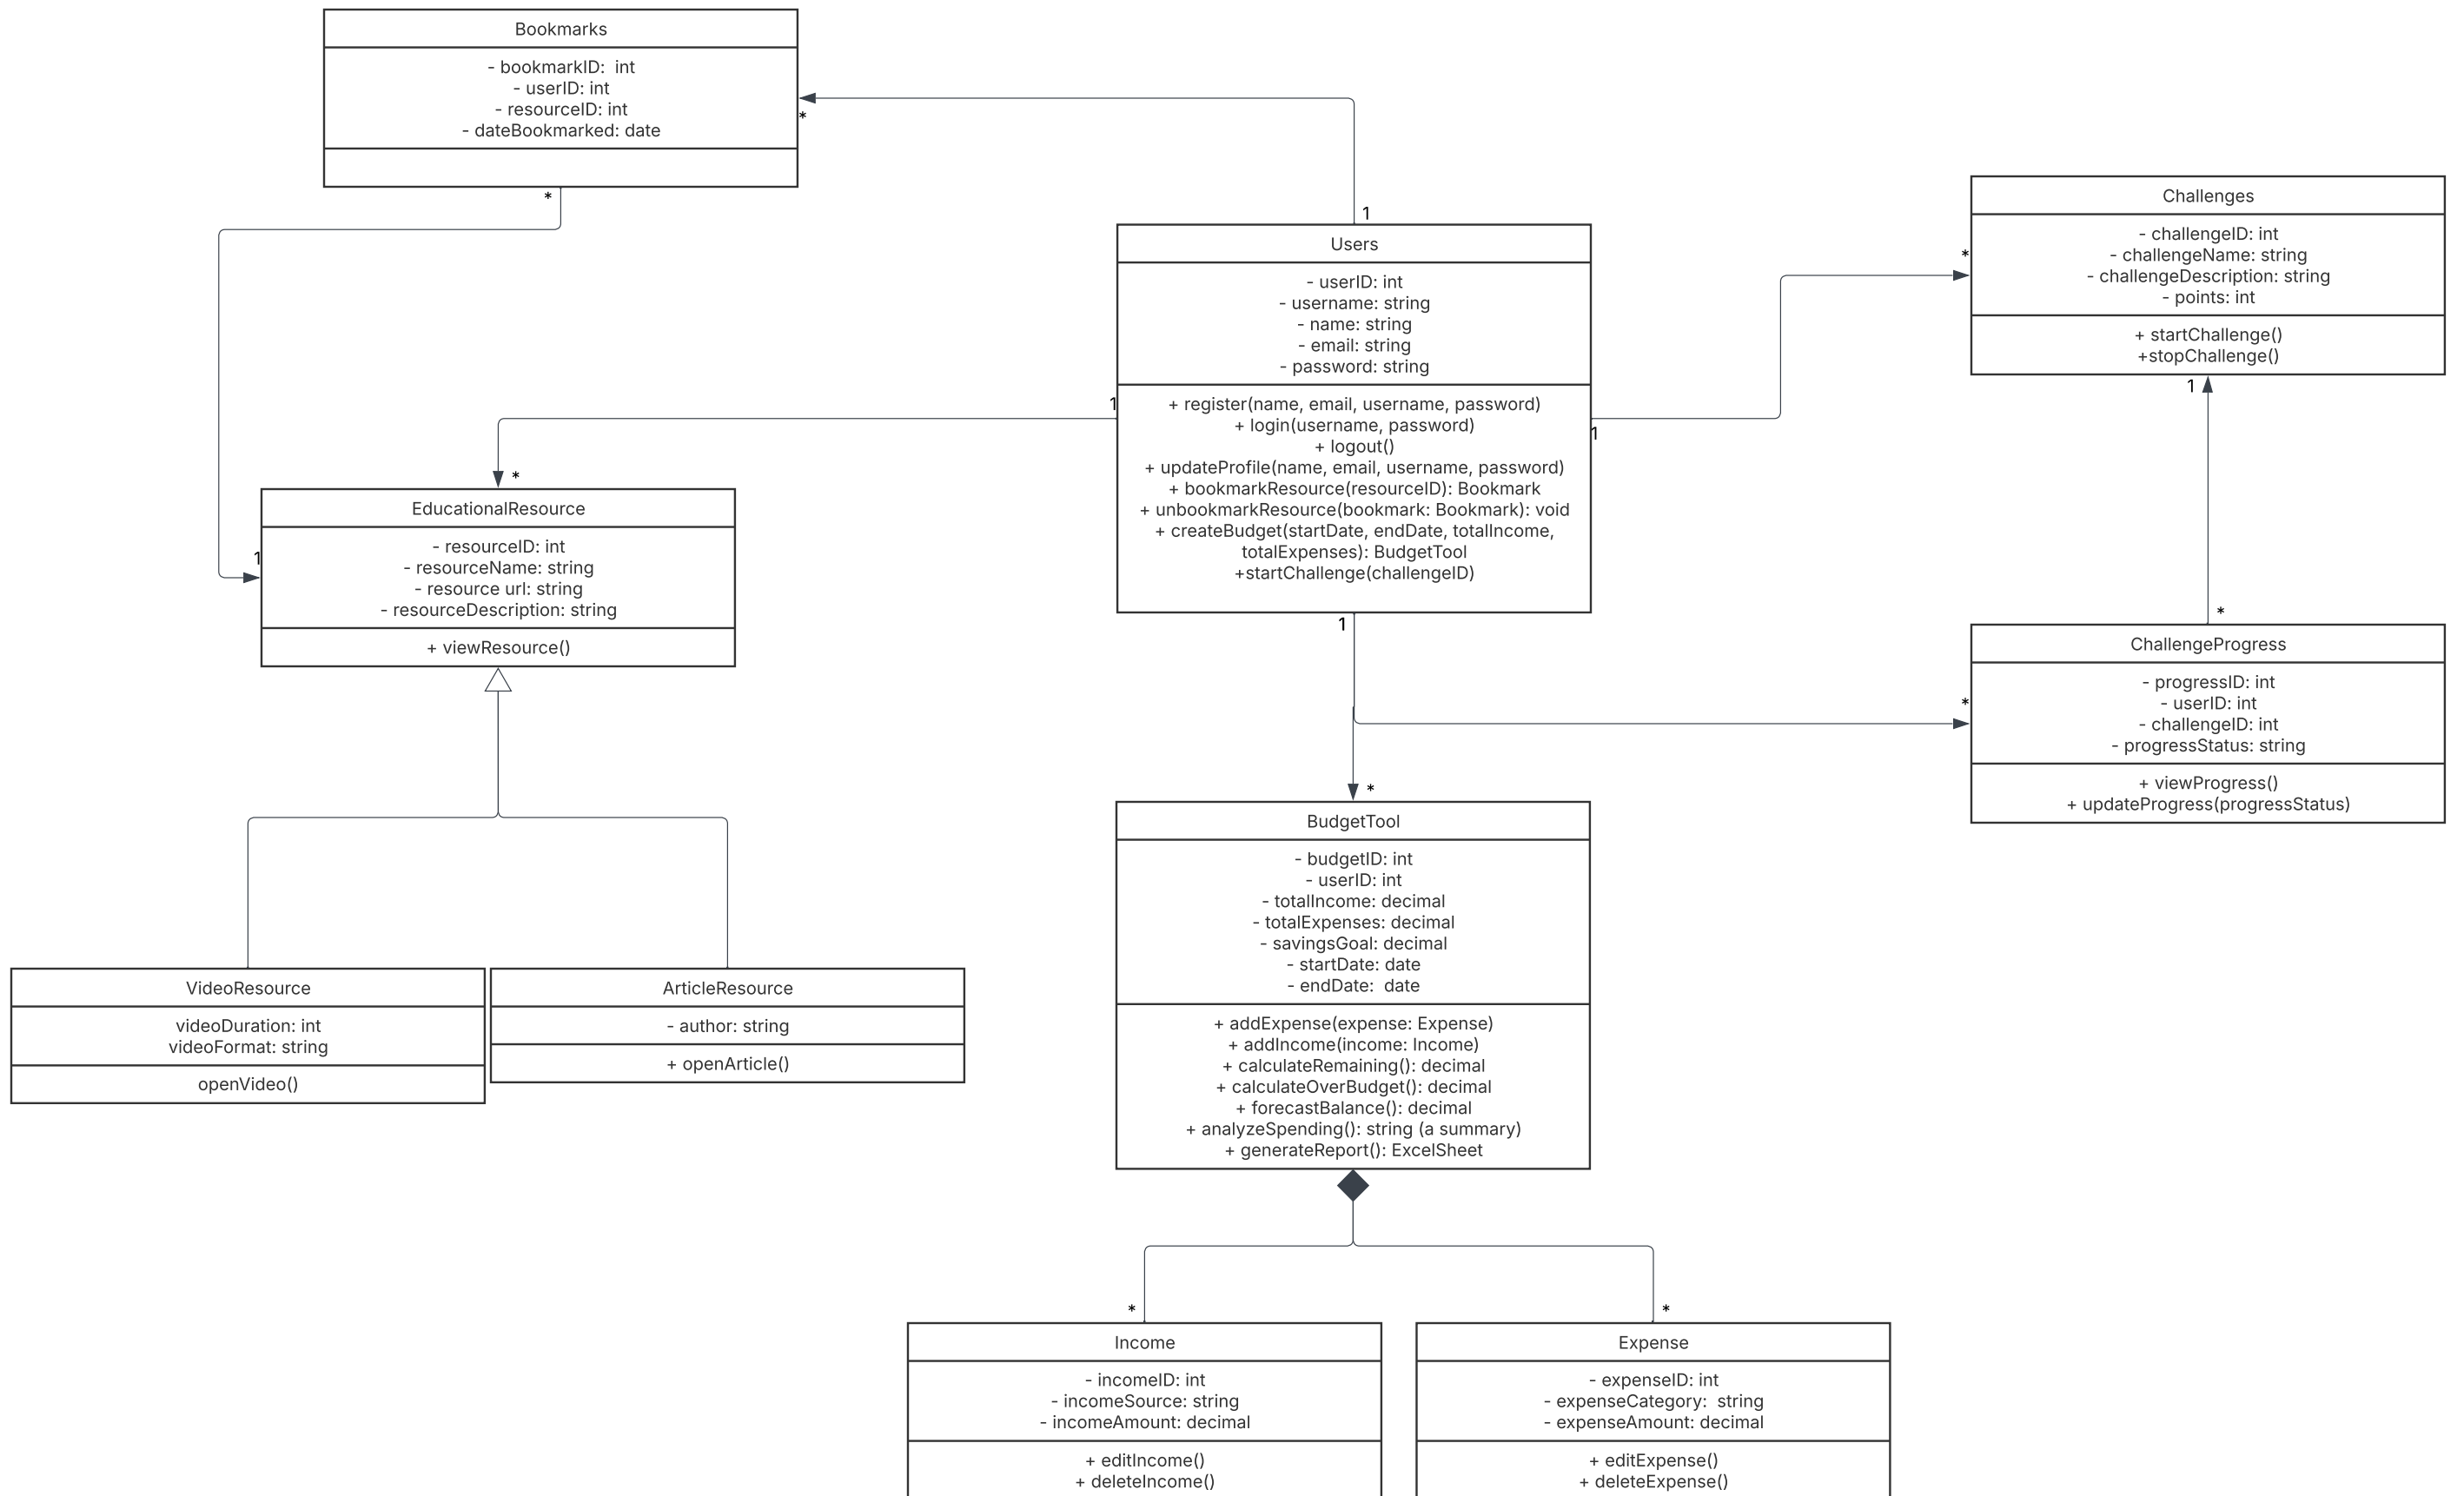 Bookmarks
- bookmarkID:  int
- userID: int
- resourceID: int
- dateBookmarked: date
*
*
1
Users
- userID: int
- username: string
- name: string
- email: string
- password: string
+ register(name, email, username, password)
+ login(username, password)
+ logout()
+ updateProfile(name, email, username, password)
+ bookmarkResource(resourceID): Bookmark
+ unbookmarkResource(bookmark: Bookmark): void
+ createBudget(startDate, endDate, totalIncome,
totalExpenses): BudgetTool
+startChallenge(challengeID)
1
1
1
*
Challenges
- challengeID: int
- challengeName: string
- challengeDescription: string
- points: int
+ startChallenge()
+stopChallenge()
1
*
*
ChallengeProgress
- progressID: int
- userID: int
- challengeID: int
- progressStatus: string
+ viewProgress()
+ updateProgress(progressStatus)
*
1
EducationalResource
- resourceID: int
- resourceName: string
- resource url: string
- resourceDescription: string
+ viewResource()
VideoResource
videoDuration: int
videoFormat: string
openVideo()
ArticleResource
- author: string
+ openArticle()
*
BudgetTool
- budgetID: int
- userID: int
- totalIncome: decimal
- totalExpenses: decimal
- savingsGoal: decimal
- startDate: date
- endDate:  date
+ addExpense(expense: Expense)
+ addIncome(income: Income)
+ calculateRemaining(): decimal
+ calculateOverBudget(): decimal
+ forecastBalance(): decimal
+ analyzeSpending(): string (a summary)
+ generateReport(): ExcelSheet
*
Income
- incomeID: int
- incomeSource: string
- incomeAmount: decimal
+ editIncome()
+ deleteIncome()
*
Expense
- expenseID: int
- expenseCategory:  string
- expenseAmount: decimal
+ editExpense()
+ deleteExpense()